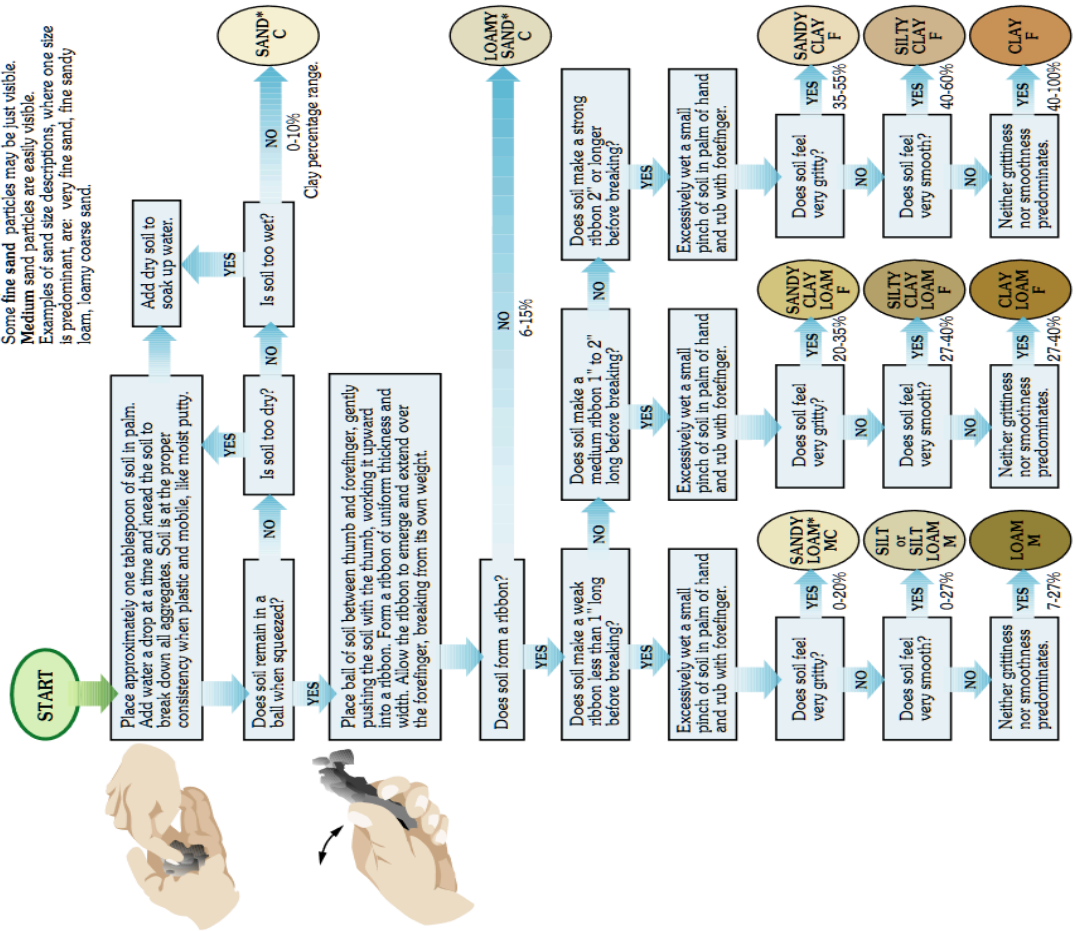 Some fine sand particles may be just visible.
Medium sand particles are easily visible.
Examples of sand size descriptions, where one size
is predominant, are: very fine sand, fine sandy
loam, loamy coarse sand.
START
Place approximately one tablespoon of soil in palm.
Add water a drop at a time and knead the soil to
break down all aggregates. Soil is at the proper
consistency when plastic and mobile, like moist putty.
Add dry soil to
soak up water.
YES
YES
Does soil remain in a
ball when squeezed?
NO
Is soil too dry?
NO
Is soil too wet?
NO
0-10%
Clay percentage range.
SAND*
C
YES
Place ball of soil between thumb and forefinger, gently
pushing the soil with the thumb, working it upward
into a ribbon. Form a ribbon of uniform thickness and
width. Allow the ribbon to emerge and extend over
the forefinger, breaking from its own weight.
Does soil form a ribbon?
NO
6-15%
LOAMY
SAND*
C
YES
Does soil make a weak
ribbon less than 1" long
before breaking?
NO
Does soil make a
medium ribbon 1" to 2"
long before breaking?
NO
Does soil make a strong
ribbon 2" or longer
before breaking?
YES
YES
YES
Excessively wet a small
pinch of soil in palm of hand
and rub with forefinger.
Excessively wet a small
pinch of soil in palm of hand
and rub with forefinger.
Excessively wet a small
pinch of soil in palm of hand
and rub with forefinger.
Does soil feel
very gritty?
YES
0-20%
SANDY
LOAM*
MC
Does soil feel
very gritty?
YES
20-35%
SANDY
CLAY
LOAM
F
Does soil feel
very gritty?
YES
35-55%
SANDY
CLAY
F
NO
NO
NO
Does soil feel
very smooth?
YES
0-27%
SILT
or
SILT
LOAM
M
Does soil feel
very smooth?
YES
27-40%
SILTY
CLAY
LOAM
F
Does soil feel
very smooth?
YES
40-60%
SILTY
CLAY
F
NO
NO
NO
Neither grittiness
nor smoothness
predominates.
YES
7-27%
LOAM
M
Neither grittiness
nor smoothness
predominates.
YES
27-40%
CLAY
LOAM
F
Neither grittiness
nor smoothness
predominates.
YES
40-100%
CLAY
F